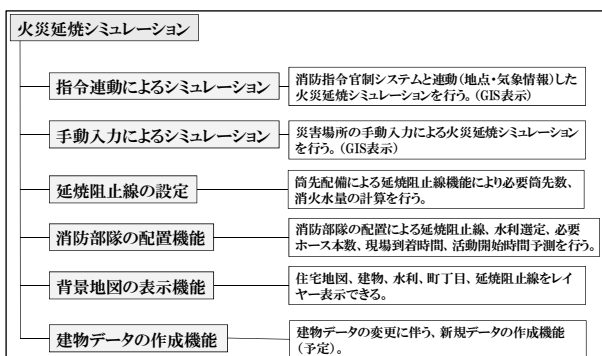 火災延焼シミュレーション
指令連動によるシミュレーション
消防指令官制システムと連動(地点・気象情報)した
火災延焼シミュレーションを行う。(GIS表示)
手動入力によるシミュレーション
災害場所の手動入力による火災延焼シミュレーション
を行う。(GIS表示)
延焼阻止線の設定
筒先配備による延焼阻止線機能により必要筒先数、
消火水量の計算を行う。
消防部隊の配置機能
消防部隊の配置による延焼阻止線、水利選定、必要
ホース本数、現場到着時間、活動開始時間予測を行う。
背景地図の表示機能
住宅地図、建物、水利、町丁目、延焼阻止線をレイ
ヤー表示できる。
建物データの作成機能
建物データの変更に伴う、新規データの作成機能
(予定)。